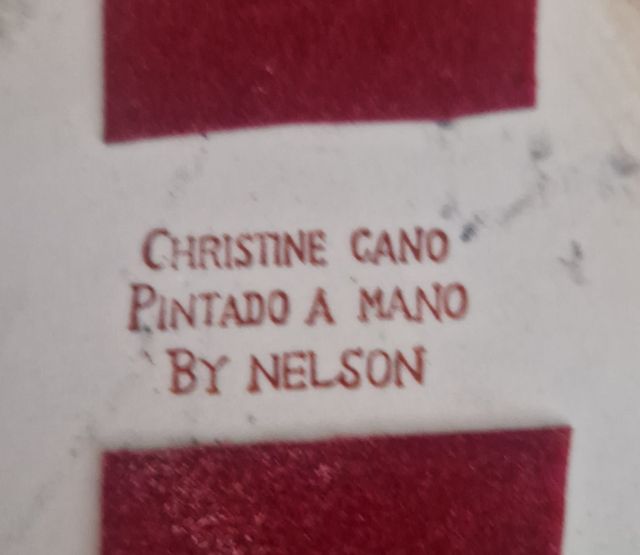 CHRISTINE CANO
PINTADO A MANO
BY NELSON